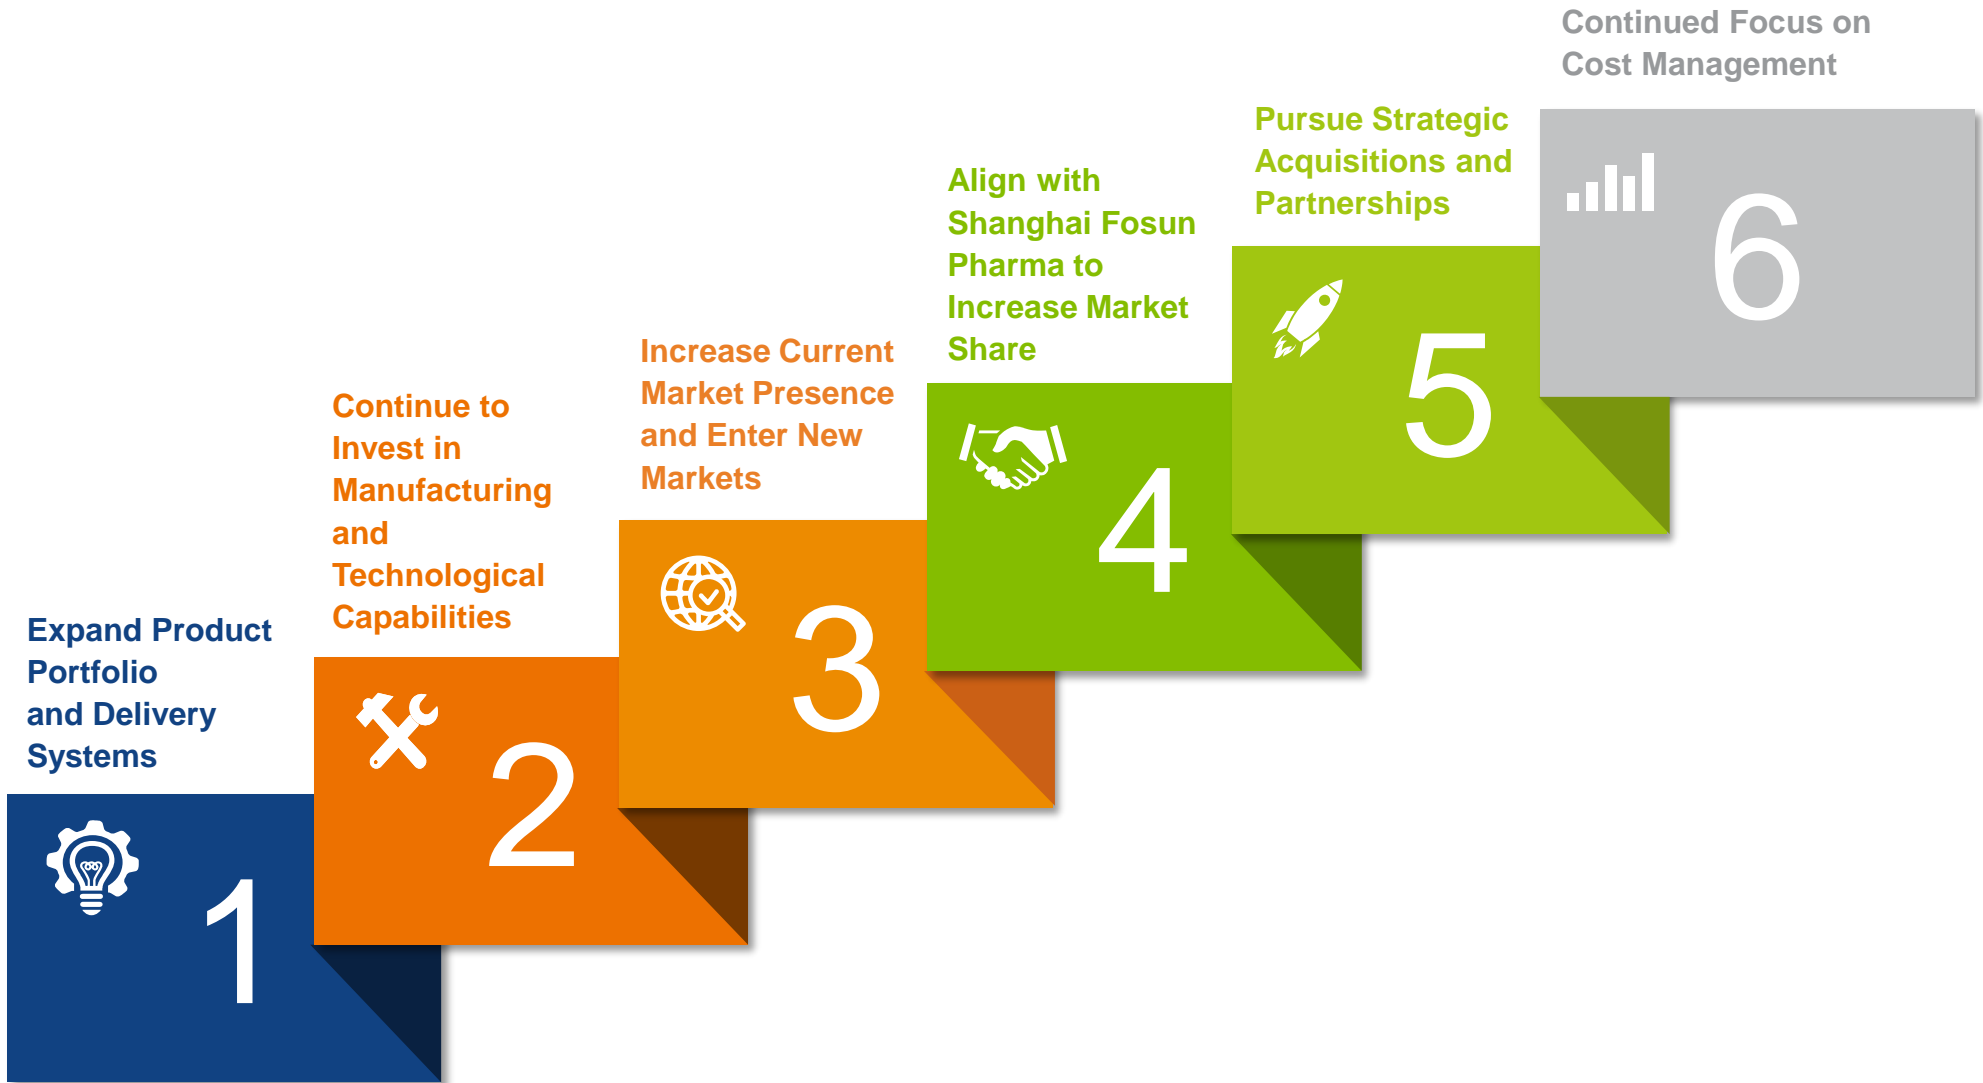 Expand Product
Portfolio
and Delivery
Systems
1
Continue to
Invest in
Manufacturing
and
Technological
Capabilities
2
Increase Current
Market Presence
and Enter New
Markets
3
Align with
Shanghai Fosun
Pharma to
Increase Market
Share
4
Pursue Strategic
Acquisitions and
Partnerships
5
Continued Focus on
Cost Management
6